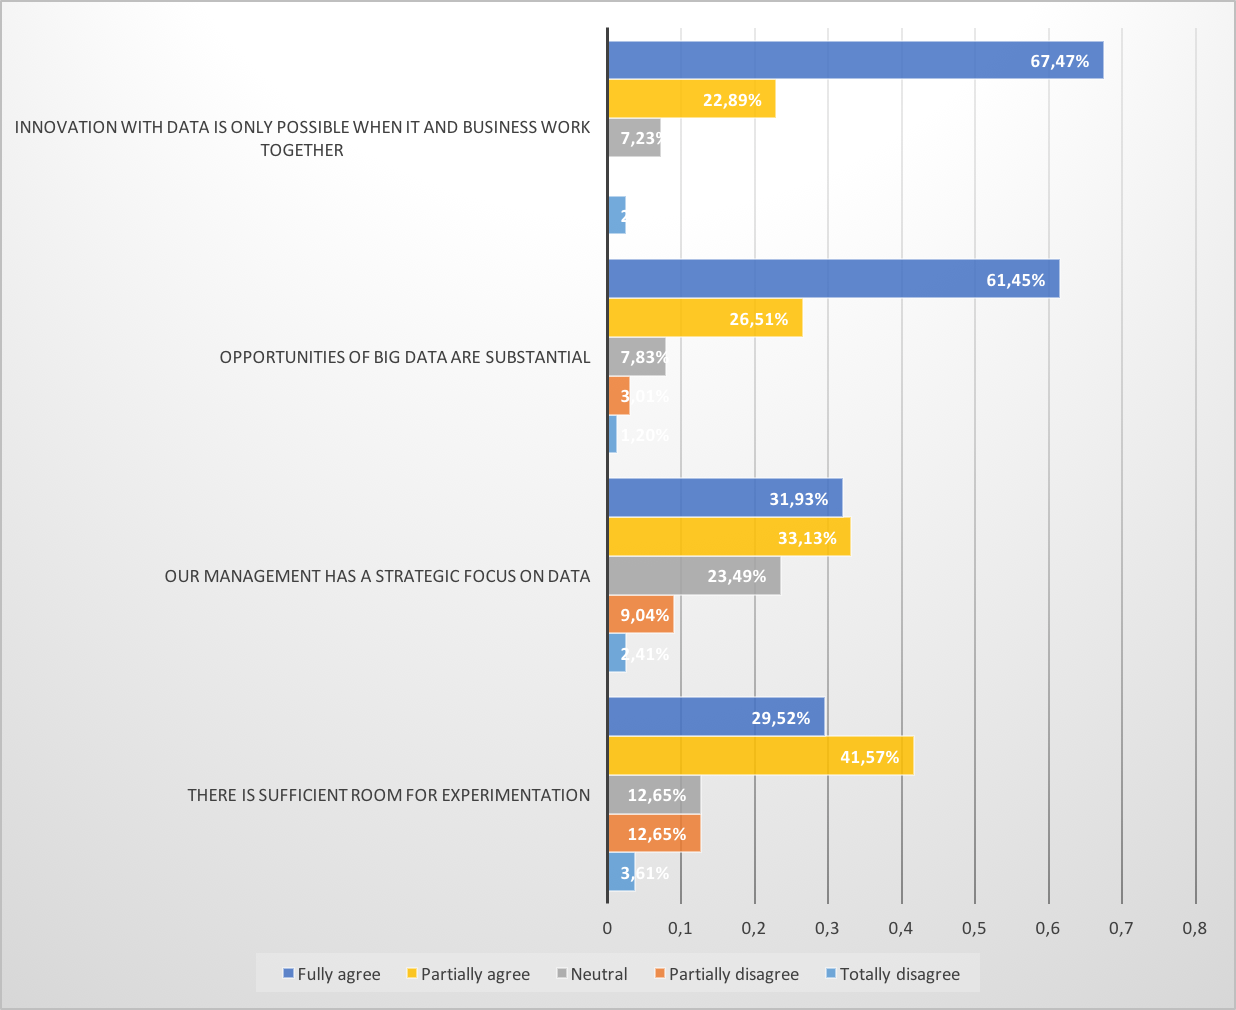 67,47%
22,89%
INNOVATION WITH DATA IS ONLY POSSIBLE WHEN IT AND BUSINESS WORK
TOGETHER
7,23%
2
61,45%
26,51%
OPPORTUNITIES OF BIG DATA ARE SUBSTANTIAL
7,83%
3,01%
1,20%
31,93%
33,13%
OUR MANAGEMENT HAS A STRATEGIC FOCUS ON DATA
23,49%
9,04%
2,41%
29,52%
41,57%
THERE IS SUFFICIENT ROOM FOR EXPERIMENTATION
12,65%
12,65%
3,61%
0 0,1 0,2 0,3 0,4 0,5 0,6 0,7 0,8
Fully agree Partially agree Neutral Partially disagree Totally disagree